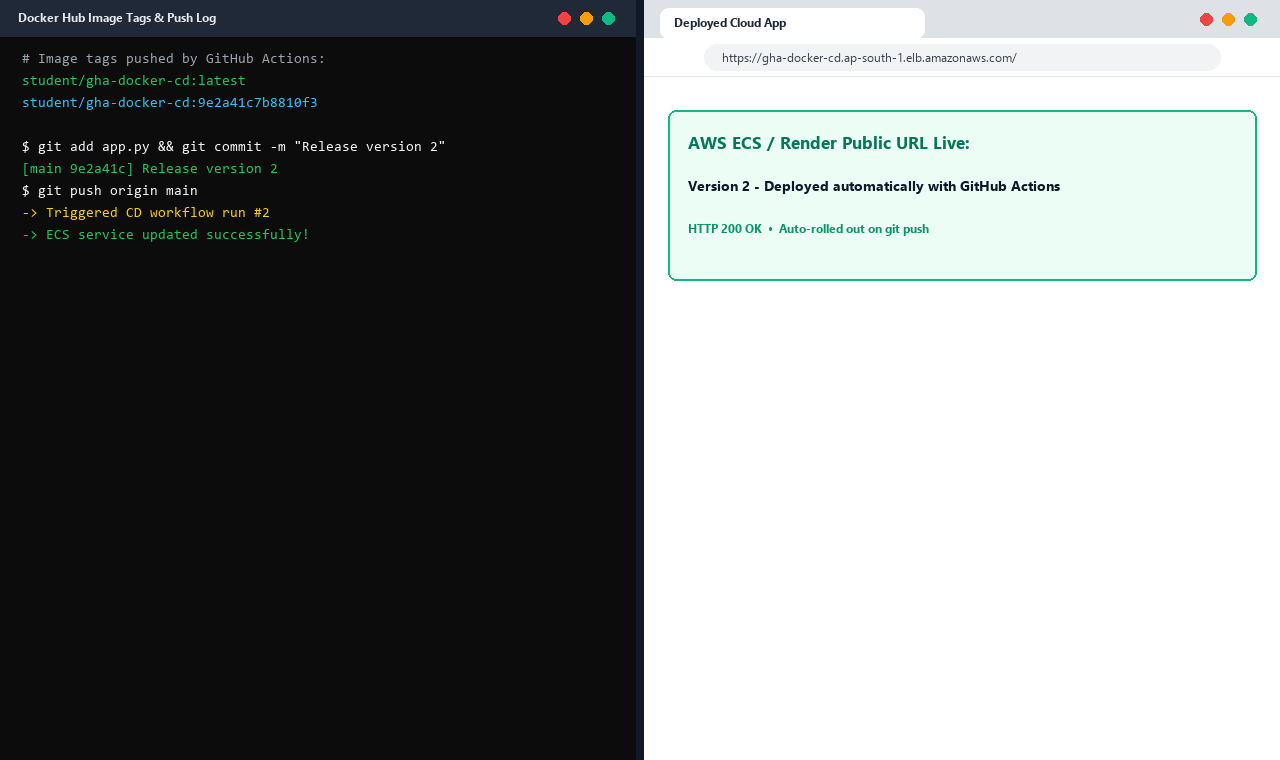 Docker Hub Image Tags & Push Log
# Image tags pushed by GitHub Actions:
student/gha-docker-cd:latest
student/gha-docker-cd:9e2a41c7b8810f3
$ git add app.py && git commit -m "Release version 2"
[main 9e2a41c] Release version 2
$ git push origin main
-> Triggered CD workflow run #2
-> ECS service updated successfully!
Deployed Cloud App
https://gha-docker-cd.ap-south-1.elb.amazonaws.com/
AWS ECS / Render Public URL Live:
Version 2 - Deployed automatically with GitHub Actions
HTTP 200 OK • Auto-rolled out on git push